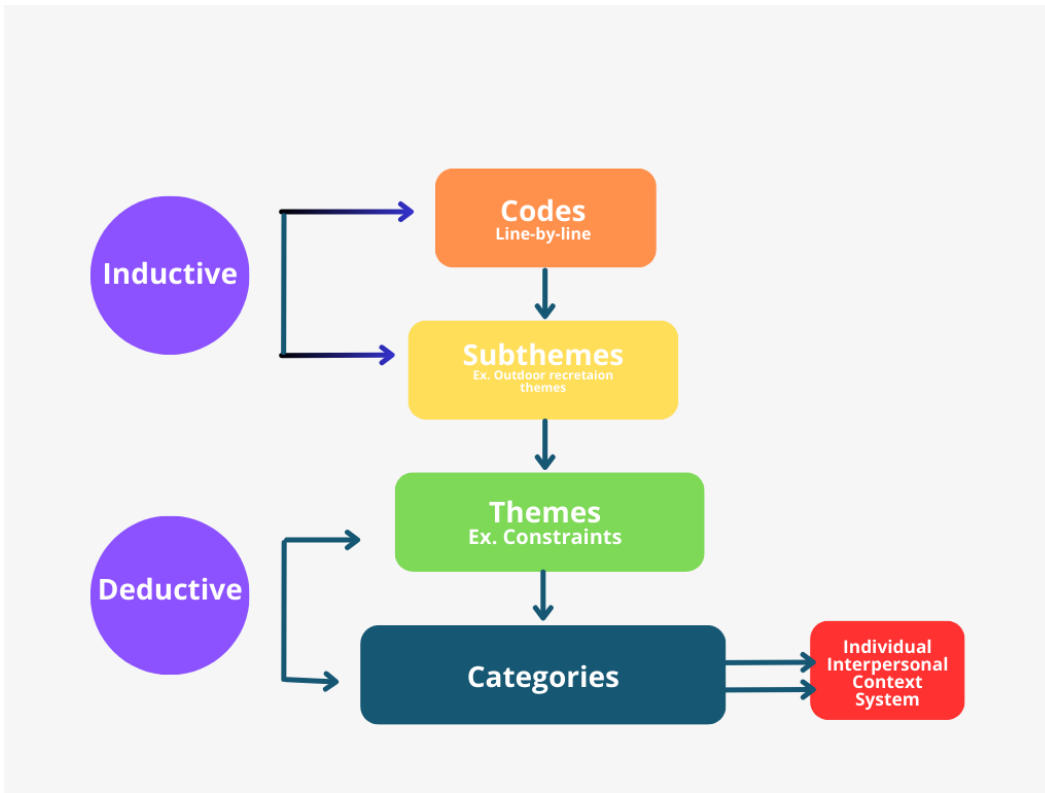 Codes
Line-by-line
Inductive
Subthemes
Ex. Outdoor recretaion
themes
Themes
Ex. Constraints
Deductive
Categories
Individual
Interpersonal
Context
System